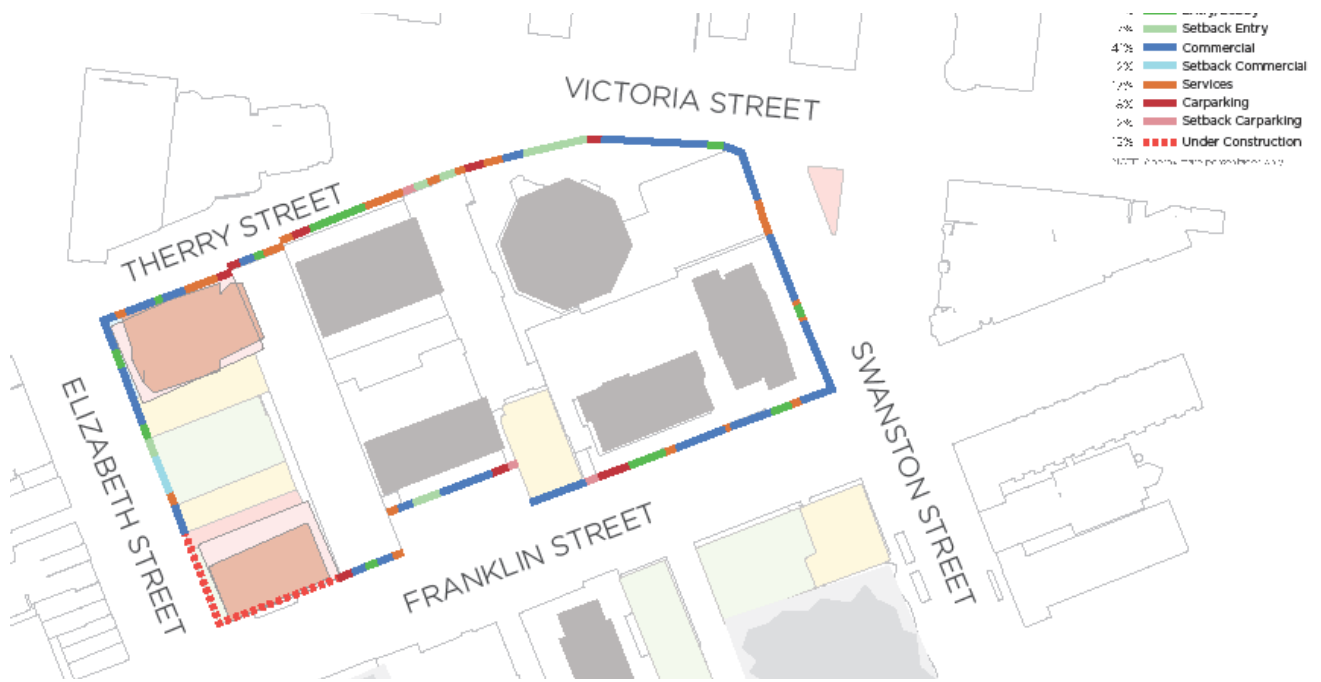 Setback Entry
41% Commercial
Setback Commercial
Services
Carparking
Setback Carparking
Under Construction
VICTORIA STREET
THERRY STREET
ELIZABETH STREET
SWANSTON STREET
FRANKLIN STREET